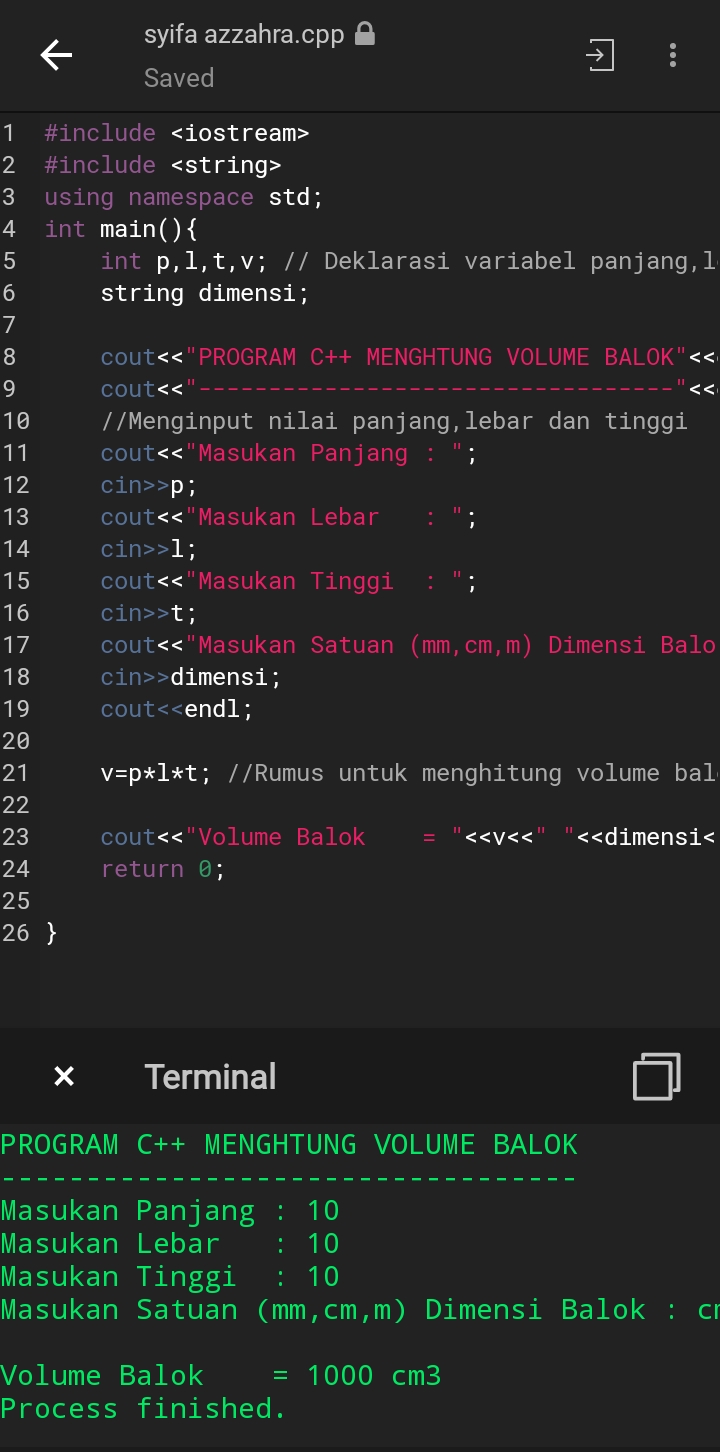 syifa azzahra.cpp
Saved
1 #include <iostream>
2 #include <string>
3 using namespace std;
4 int main(){
5     int p,l,t,v; // Deklarasi variabel panjang,l
6     string dimensi;
7
8     cout<<"PROGRAM C++ MENGHTUNG VOLUME BALOK"<<
9     cout<<"----------------------------------"<<
10     //Menginput nilai panjang,lebar dan tinggi
11     cout<<"Masukan Panjang : ";
12     cin>>p;
13     cout<<"Masukan Lebar   : ";
14     cin>>l;
15     cout<<"Masukan Tinggi  : ";
16     cin>>t;
17     cout<<"Masukan Satuan (mm,cm,m) Dimensi Balo
18     cin>>dimensi;
19     cout<<endl;
20
21     v=p*l*t; //Rumus untuk menghitung volume bal
22
23     cout<<"Volume Balok    = "<<v<<" "<<dimensi<
24     return 0;
25
26 }
× Terminal
PROGRAM C++ MENGHTUNG VOLUME BALOK
----------------------------------
Masukan Panjang : 10
Masukan Lebar   : 10
Masukan Tinggi  : 10
Masukan Satuan (mm,cm,m) Dimensi Balok : c
Volume Balok    = 1000 cm3
Process finished.